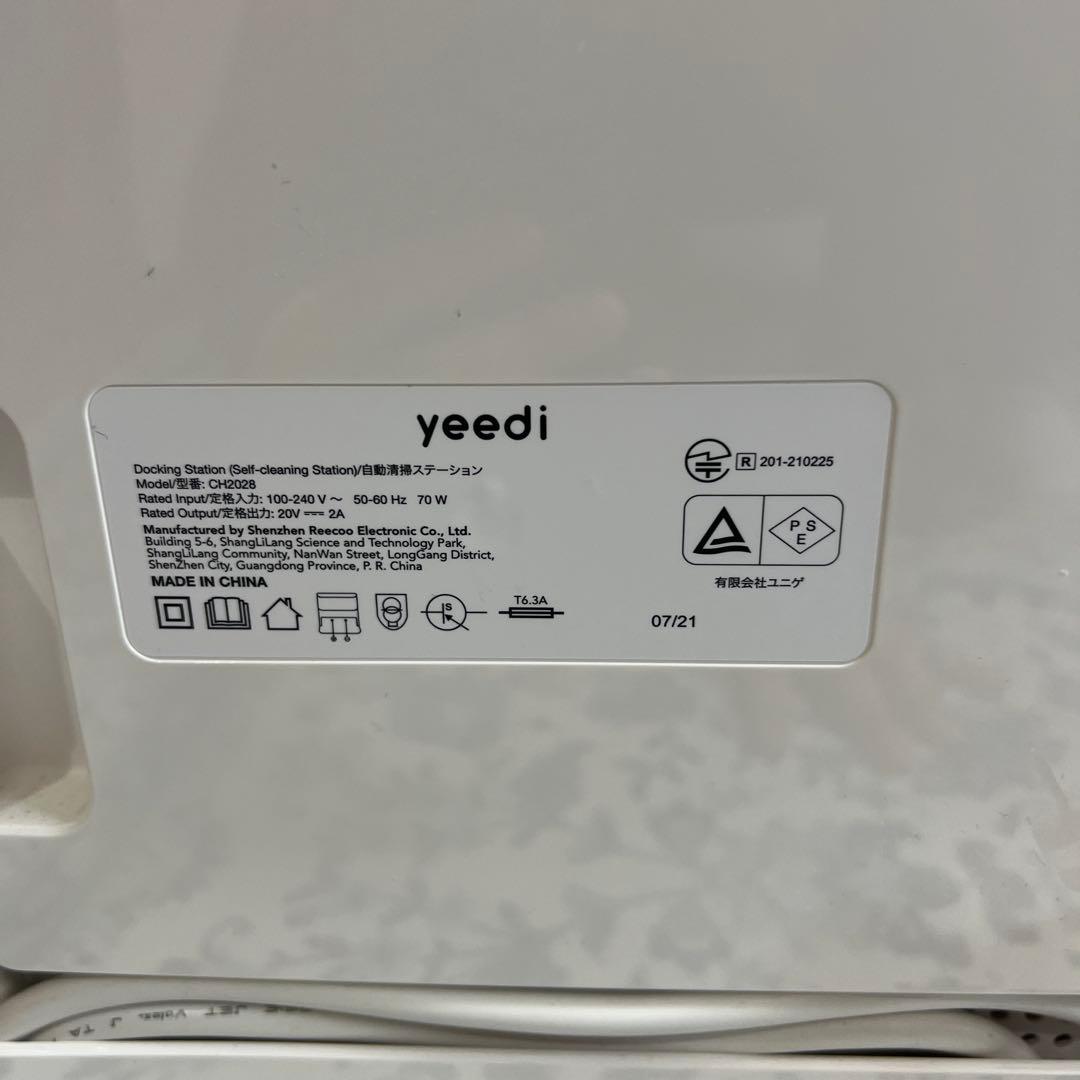 yeedi
Docking Station (Self-cleaning Station)/自動清掃ステーション
Model/型番: CH2028
Rated Input/定格入力: 100-240 V ～ 50-60 Hz 70 W
Rated Output/定格出力: 20V ⎓ 2A
Manufactured by Shenzhen Reecoo Electronic Co., Ltd.
Building 5-6, ShangLiLang Science and Technology Park,
ShangLiLang Community, NanWan Street, LongGang District,
ShenZhen City, Guangdong Province, P. R. China
MADE IN CHINA
S
T6.3A
R 201-210225
P S
E
有限会社ユニゲ
07/21
Volex
JET